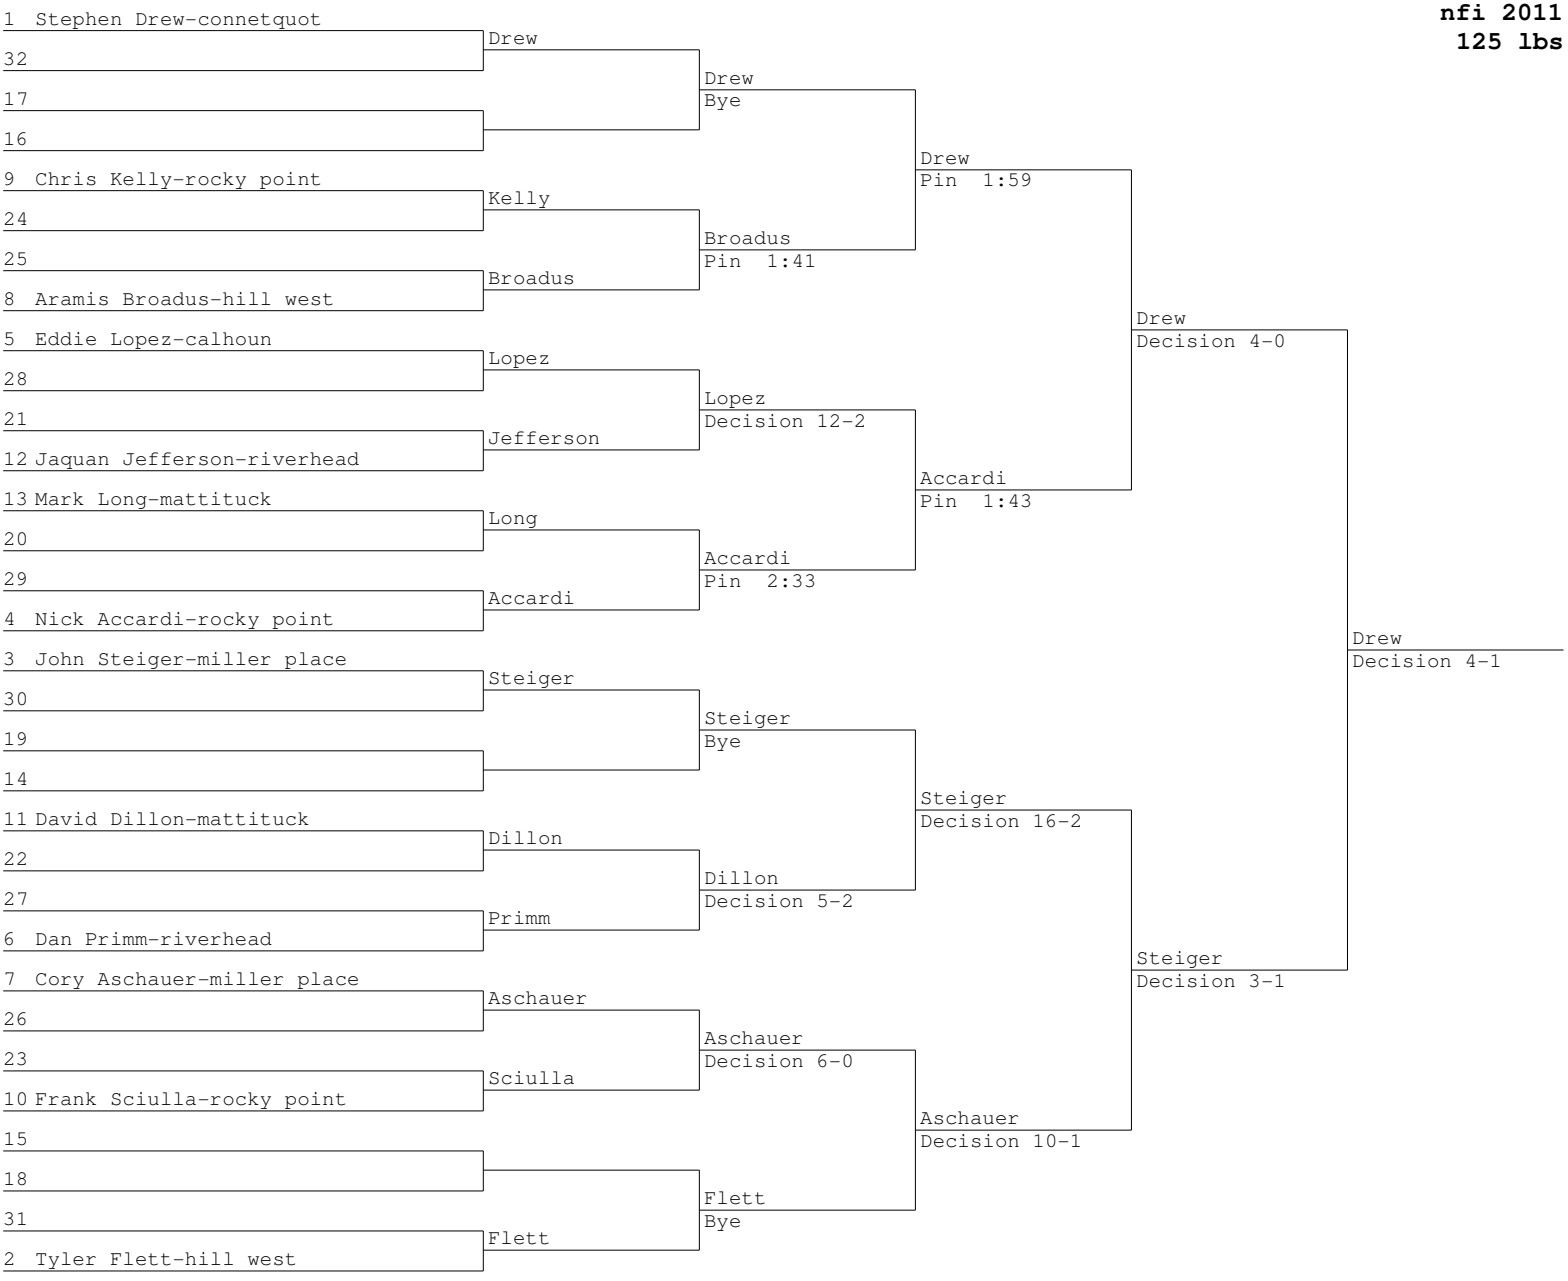 nfi 2011
125 lbs
1 Stephen Drew-connetquot
32
17
16
9 Chris Kelly-rocky point
24
25
8 Aramis Broadus-hill west
5 Eddie Lopez-calhoun
28
21
12 Jaquan Jefferson-riverhead
13 Mark Long-mattituck
20
29
4 Nick Accardi-rocky point
3 John Steiger-miller place
30
19
14
11 David Dillon-mattituck
22
27
6 Dan Primm-riverhead
7 Cory Aschauer-miller place
26
23
10 Frank Sciulla-rocky point
15
18
31
2 Tyler Flett-hill west
Drew
Kelly
Broadus
Lopez
Jefferson
Long
Accardi
Steiger
Dillon
Primm
Aschauer
Sciulla
Flett
Drew
Bye
Broadus
Pin 1:41
Lopez
Decision 12-2
Accardi
Pin 2:33
Steiger
Bye
Dillon
Decision 5-2
Aschauer
Decision 6-0
Flett
Bye
Drew
Pin 1:59
Accardi
Pin 1:43
Steiger
Decision 16-2
Aschauer
Decision 10-1
Drew
Decision 4-0
Steiger
Decision 3-1
Drew
Decision 4-1